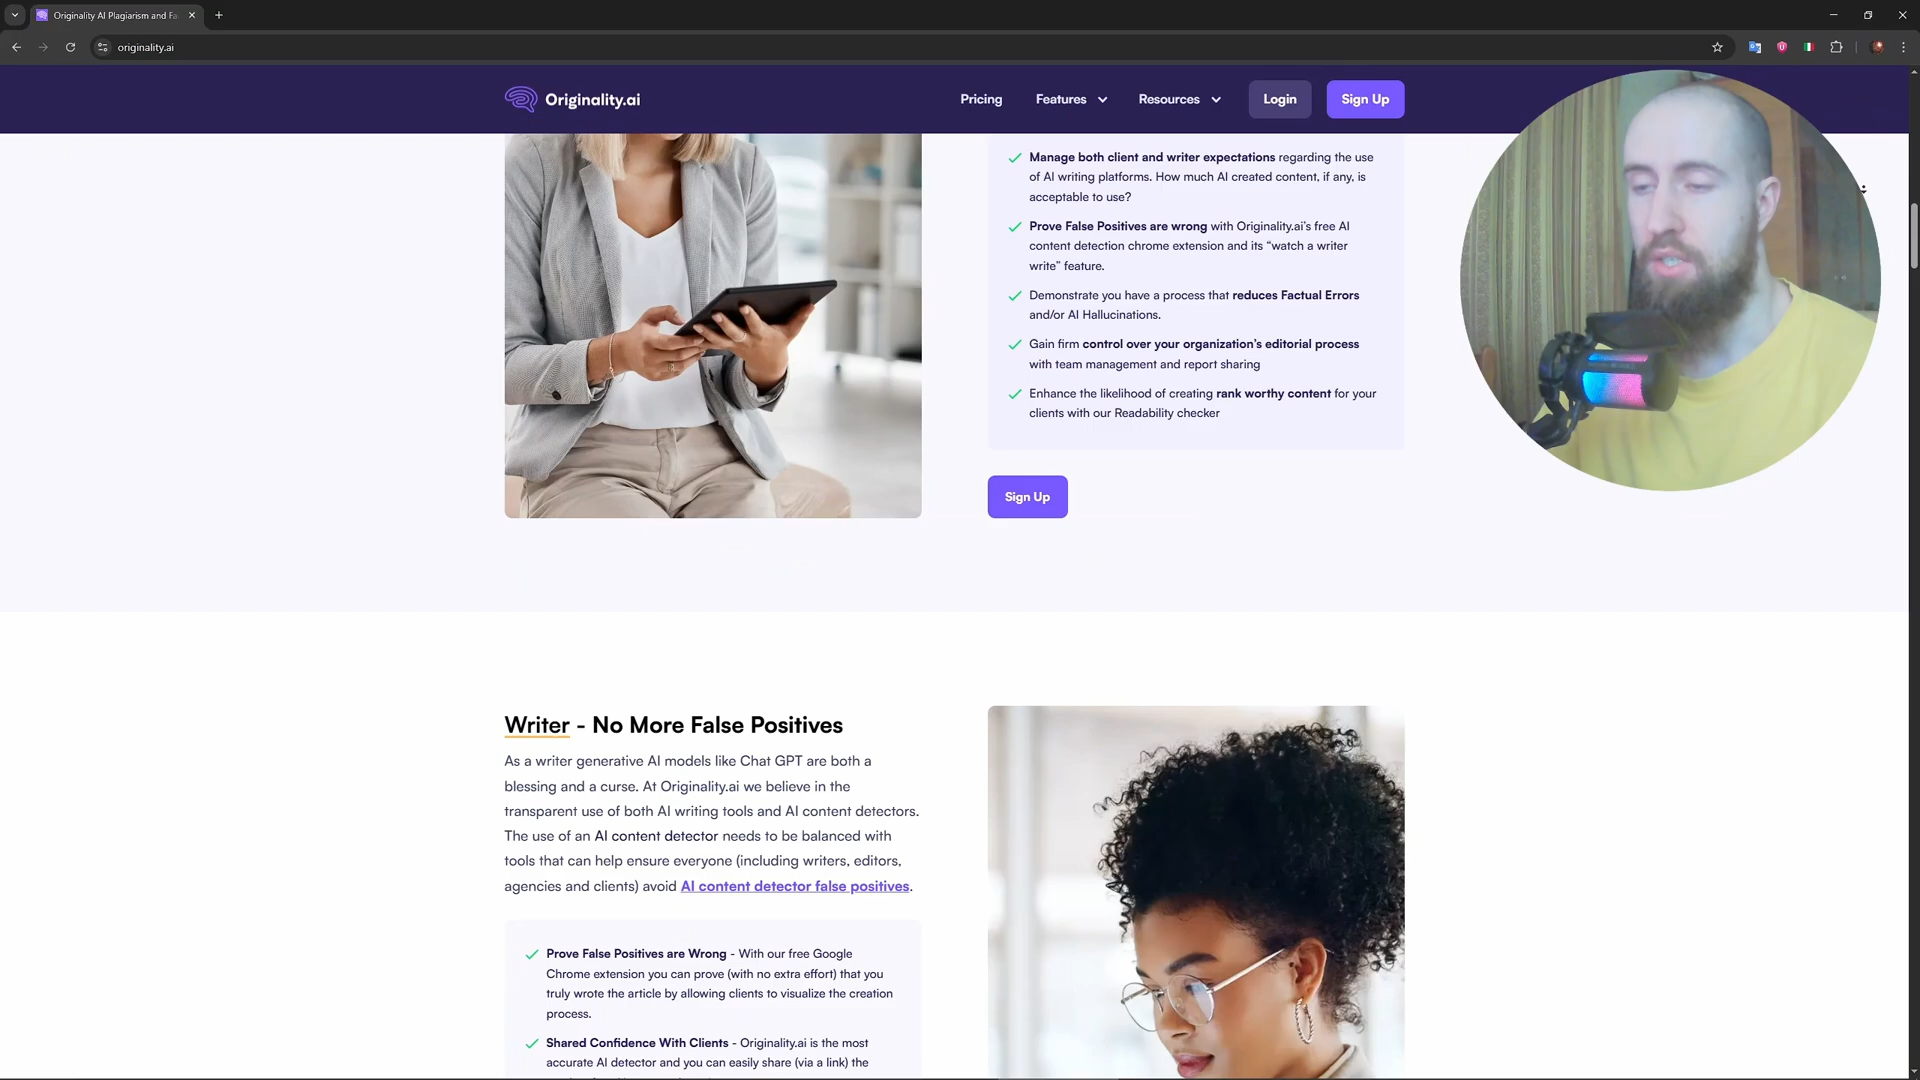 Originality AI Plagiarism and Fa
originality.ai
Originality.ai
Pricing
Features
Resources
Login
Sign Up
Manage both client and writer expectations regarding the use
of AI writing platforms. How much AI created content, if any, is
acceptable to use?
Prove False Positives are wrong with Originality.ai’s free AI
content detection chrome extension and its “watch a writer
write” feature.
Demonstrate you have a process that reduces Factual Errors
and/or AI Hallucinations.
Gain firm control over your organization’s editorial process
with team management and report sharing
Enhance the likelihood of creating rank worthy content for your
clients with our Readability checker
Sign Up
Writer - No More False Positives
As a writer generative AI models like Chat GPT are both a
blessing and a curse. At Originality.ai we believe in the
transparent use of both AI writing tools and AI content detectors.
The use of an AI content detector needs to be balanced with
tools that can help ensure everyone (including writers, editors,
agencies and clients) avoid AI content detector false positives.
Prove False Positives are Wrong - With our free Google
Chrome extension you can prove (with no extra effort) that you
truly wrote the article by allowing clients to visualize the creation
process.
Shared Confidence With Clients - Originality.ai is the most
accurate AI detector and you can easily share (via a link) the